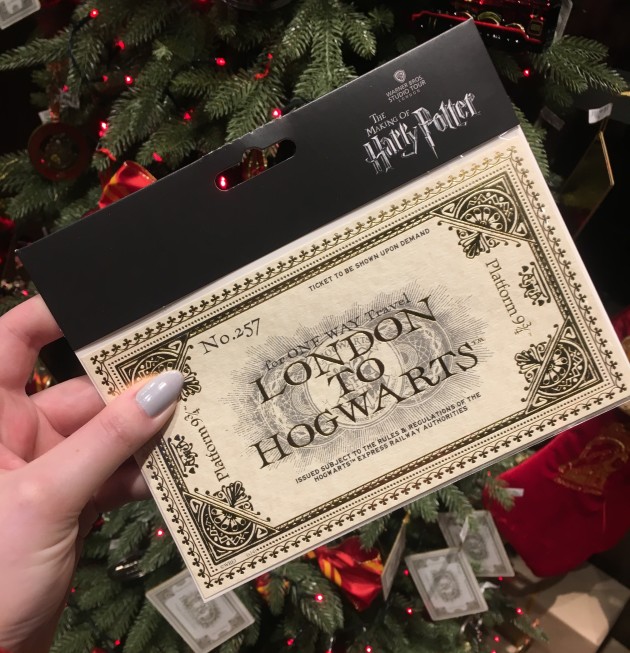 WARNER BROS.
STUDIO TOUR
LONDON
THE
MAKING OF
Harry Potter
TICKET TO BE SHOWN UPON DEMAND
No.257
for ONE WAY Travel
LONDON
TO
HOGWARTS™
Platform 9¾
Platform 9¾
ISSUED SUBJECT TO THE RULES & REGULATIONS OF THE
HOGWARTS™ EXPRESS RAILWAY AUTHORITIES